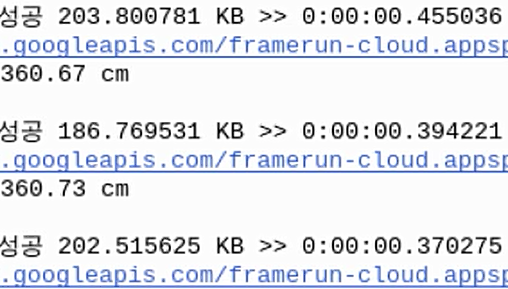 성공 203.800781 KB >> 0:00:00.455036
.googleapis.com/framerun-cloud.appsp
360.67 cm
성공 186.769531 KB >> 0:00:00.394221
.googleapis.com/framerun-cloud.appsp
360.73 cm
성공 202.515625 KB >> 0:00:00.370275
.googleapis.com/framerun-cloud.appsp